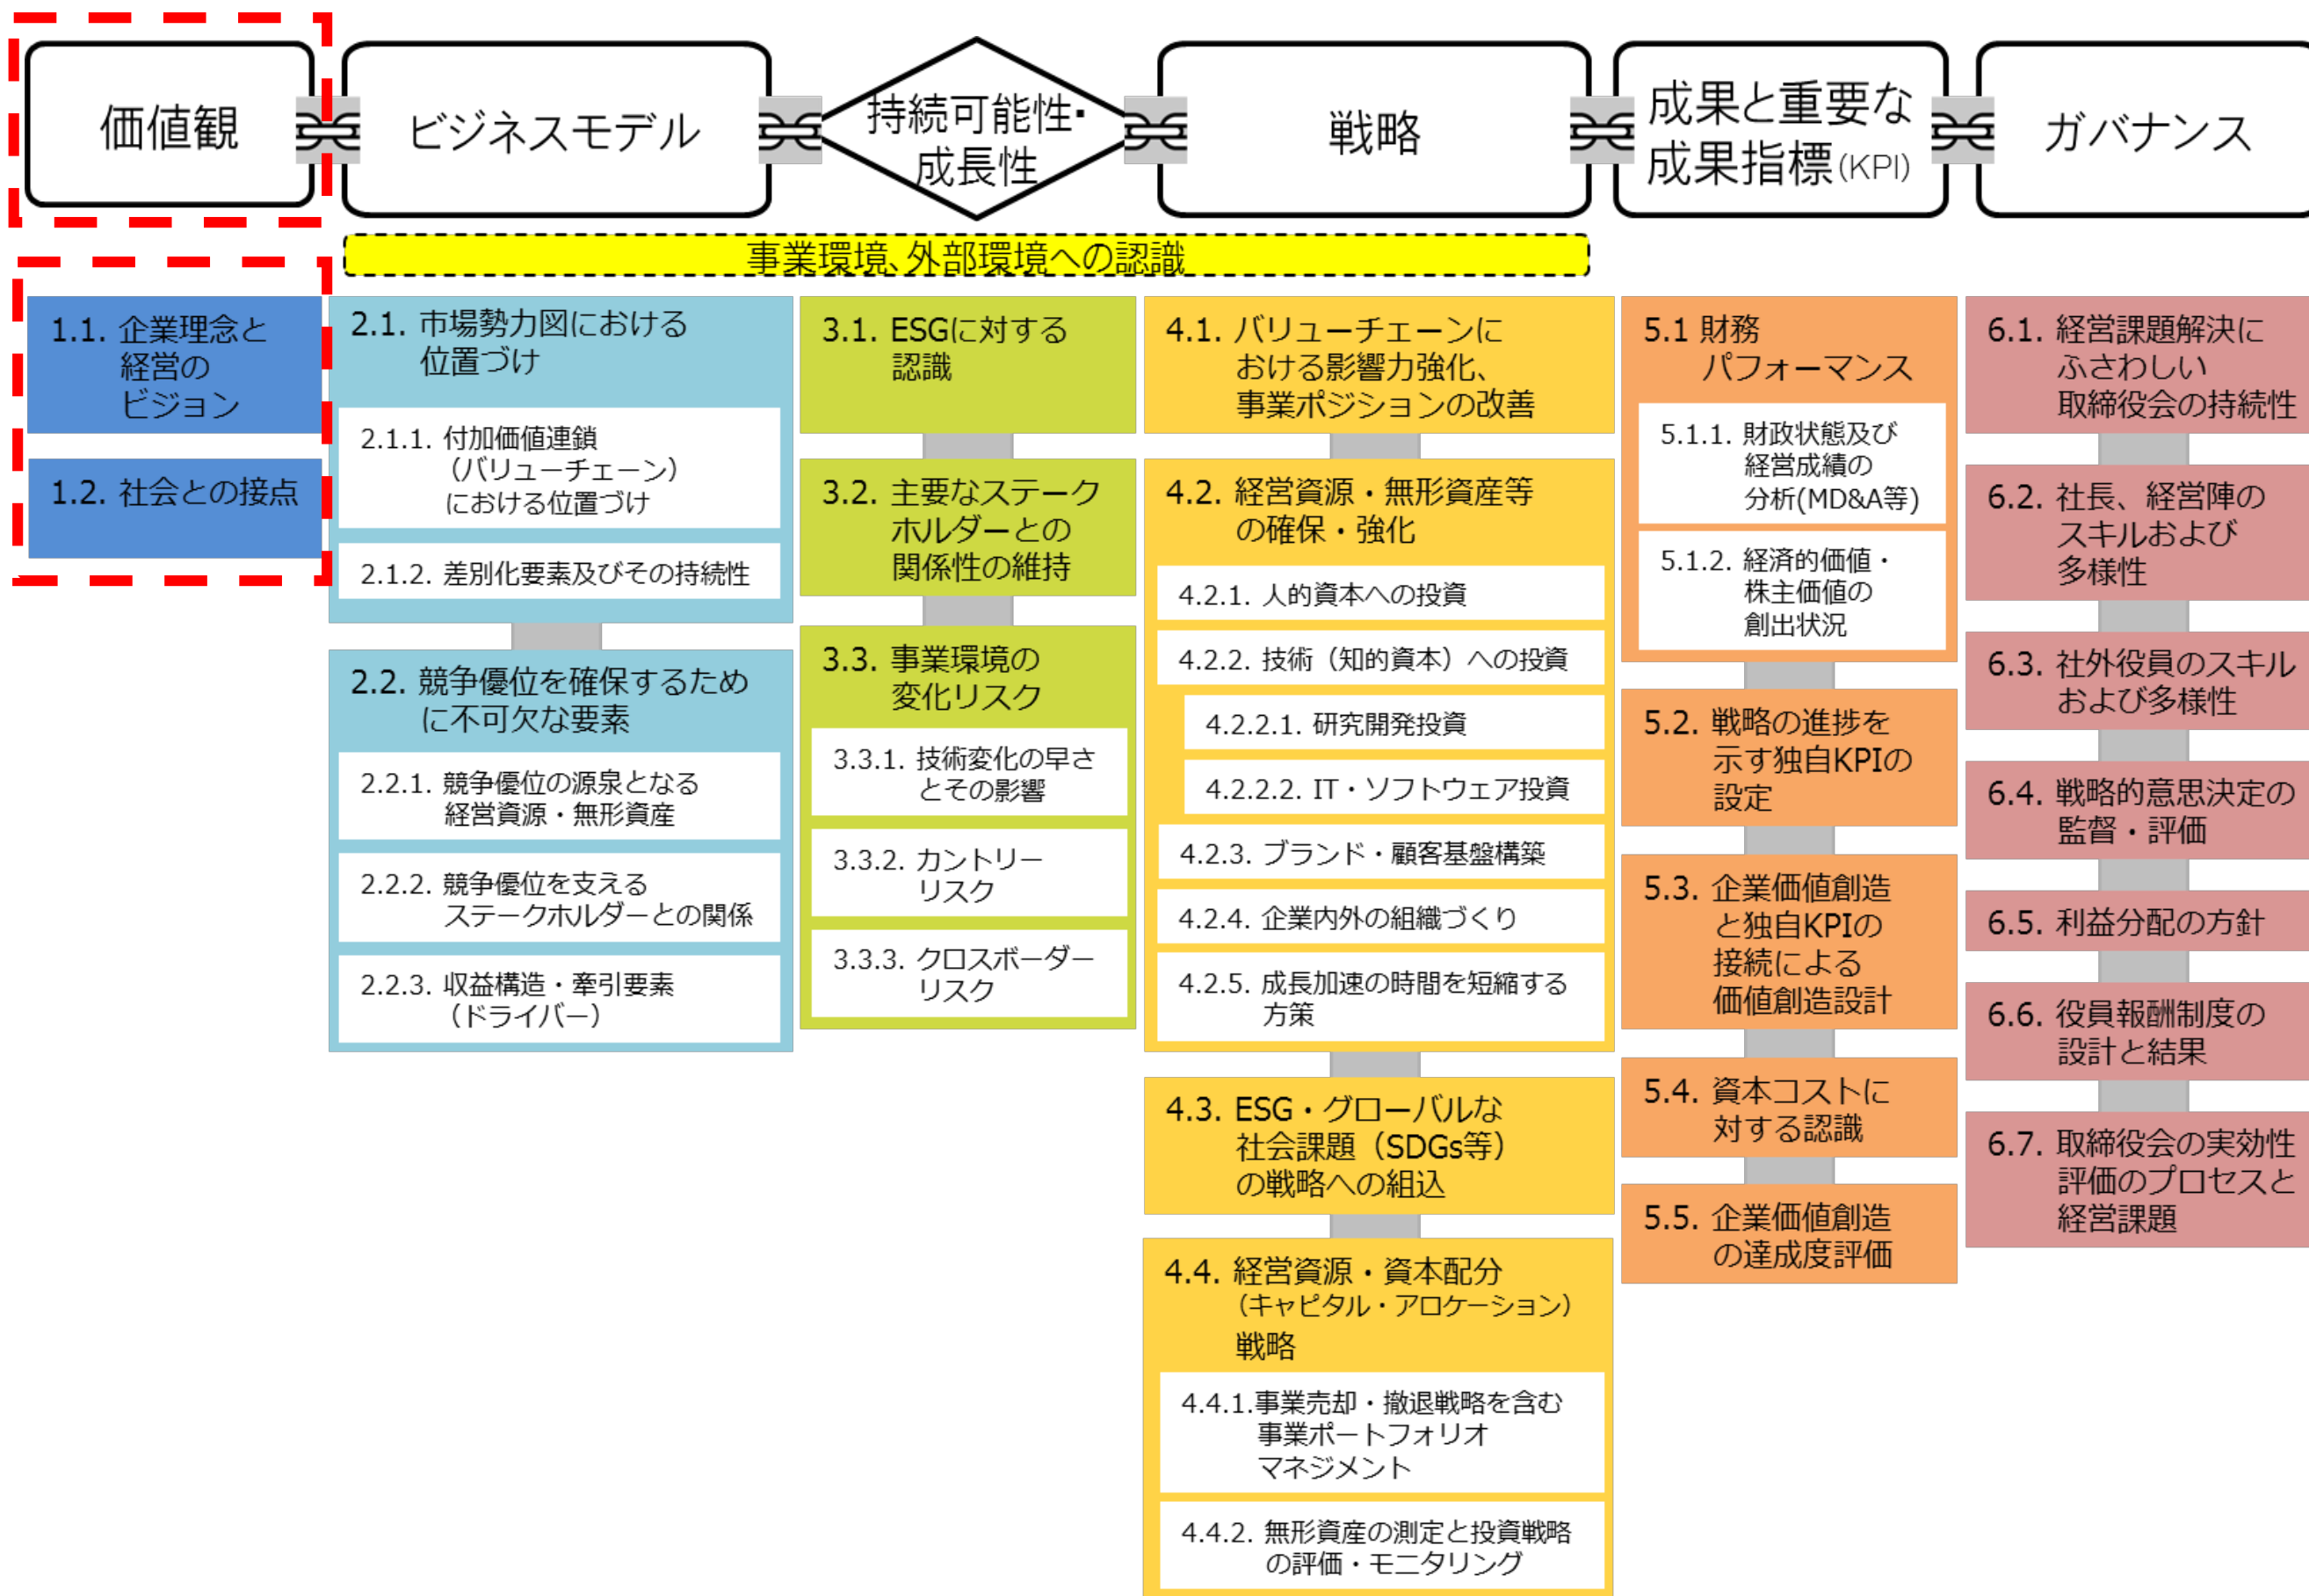 価値観
ビジネスモデル
持続可能性・
成長性
戦略
成果と重要な
成果指標(KPI)
ガバナンス
事業環境、外部環境への認識
1.1. 企業理念と
経営の
ビジョン
1.2. 社会との接点
2.1. 市場勢力図における
位置づけ
2.1.1. 付加価値連鎖
（バリューチェーン）
における位置づけ
2.1.2. 差別化要素及びその持続性
2.2. 競争優位を確保するため
に不可欠な要素
2.2.1. 競争優位の源泉となる
経営資源・無形資産
2.2.2. 競争優位を支える
ステークホルダーとの関係
2.2.3. 収益構造・牽引要素
（ドライバー）
3.1. ESGに対する
認識
3.2. 主要なステーク
ホルダーとの
関係性の維持
3.3. 事業環境の
変化リスク
3.3.1. 技術変化の早さ
とその影響
3.3.2. カントリー
リスク
3.3.3. クロスボーダー
リスク
4.1. バリューチェーンに
おける影響力強化、
事業ポジションの改善
4.2. 経営資源・無形資産等
の確保・強化
4.2.1. 人的資本への投資
4.2.2. 技術（知的資本）への投資
4.2.2.1. 研究開発投資
4.2.2.2. IT・ソフトウェア投資
4.2.3. ブランド・顧客基盤構築
4.2.4. 企業内外の組織づくり
4.2.5. 成長加速の時間を短縮する
方策
4.3. ESG・グローバルな
社会課題（SDGs等）
の戦略への組込
4.4. 経営資源・資本配分
（キャピタル・アロケーション）
戦略
4.4.1.事業売却・撤退戦略を含む
事業ポートフォリオ
マネジメント
4.4.2. 無形資産の測定と投資戦略
の評価・モニタリング
5.1 財務
パフォーマンス
5.1.1. 財政状態及び
経営成績の
分析(MD&A等)
5.1.2. 経済的価値・
株主価値の
創出状況
5.2. 戦略の進捗を
示す独自KPIの
設定
5.3. 企業価値創造
と独自KPIの
接続による
価値創造設計
5.4. 資本コストに
対する認識
5.5. 企業価値創造
の達成度評価
6.1. 経営課題解決に
ふさわしい
取締役会の持続性
6.2. 社長、経営陣の
スキルおよび
多様性
6.3. 社外役員のスキル
および多様性
6.4. 戦略的意思決定の
監督・評価
6.5. 利益分配の方針
6.6. 役員報酬制度の
設計と結果
6.7. 取締役会の実効性
評価のプロセスと
経営課題